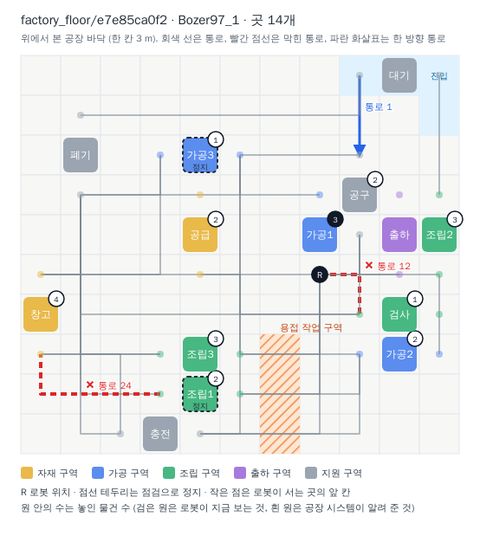 factory_floor/e7e85ca0f2 · Bozer97_1 · 곳 14개
위에서 본 공장 바닥 (한 칸 3 m). 회색 선은 통로, 빨간 점선은 막힌 통로, 파란 화살표는 한 방향 통로
대기
전립
통로 1
1
폐기
가공3
정지
2
공구
2
3
3
공급
가공1
출하
조립2
R
✕ 통로 12
4
1
창고
검사
용접 작업 구역
3
2
조립3
가공2
✕ 통로 24
2
조립1
정지
충전
자재 구역
가공 구역
조립 구역
출하 구역
지원 구역
R 로봇 위치 · 점선 테두리는 점검으로 정지 · 작은 점은 로봇이 서는 곳의 앞 칸
원 안의 수는 놓인 물건 수 (검은 원은 로봇이 지금 보는 것, 흰 원은 공장 시스템이 알려 준 것)